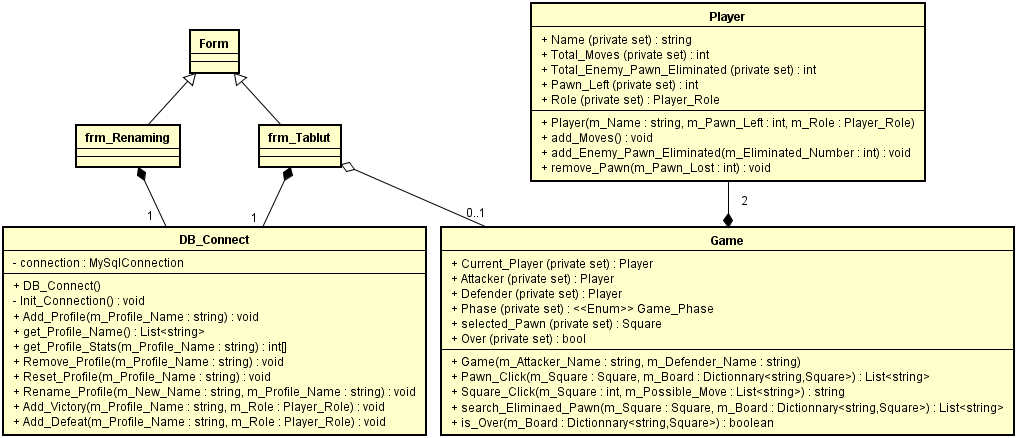 Player
+ Name (private set) : string
+ Total_Moves (private set) : int
+ Total_Enemy_Pawn_Eliminated (private set) : int
+ Pawn_Left (private set) : int
+ Role (private set) : Player_Role
+ Player(m_Name : string, m_Pawn_Left : int, m_Role : Player_Role)
+ add_Moves() : void
+ add_Enemy_Pawn_Eliminated(m_Eliminated_Number : int) : void
+ remove_Pawn(m_Pawn_Lost : int) : void
Form
frm_Renaming
frm_Tablut
1
1
0..1
2
DB_Connect
- connection : MySqlConnection
+ DB_Connect()
- Init_Connection() : void
+ Add_Profile(m_Profile_Name : string) : void
+ get_Profile_Name() : List<string>
+ get_Profile_Stats(m_Profile_Name : string) : int[]
+ Remove_Profile(m_Profile_Name : string) : void
+ Reset_Profile(m_Profile_Name : string) : void
+ Rename_Profile(m_New_Name : string, m_Profile_Name : string) : void
+ Add_Victory(m_Profile_Name : string, m_Role : Player_Role) : void
+ Add_Defeat(m_Profile_Name : string, m_Role : Player_Role) : void
Game
+ Current_Player (private set) : Player
+ Attacker (private set) : Player
+ Defender (private set) : Player
+ Phase (private set) : <<Enum>> Game_Phase
+ selected_Pawn (private set) : Square
+ Over (private set) : bool
+ Game(m_Attacker_Name : string, m_Defender_Name : string)
+ Pawn_Click(m_Square : Square, m_Board : Dictionnary<string,Square>) : List<string>
+ Square_Click(m_Square : int, m_Possible_Move : List<string>) : string
+ search_Eliminaed_Pawn(m_Square : Square, m_Board : Dictionnary<string,Square>) : List<string>
+ is_Over(m_Board : Dictionnary<string,Square>) : boolean